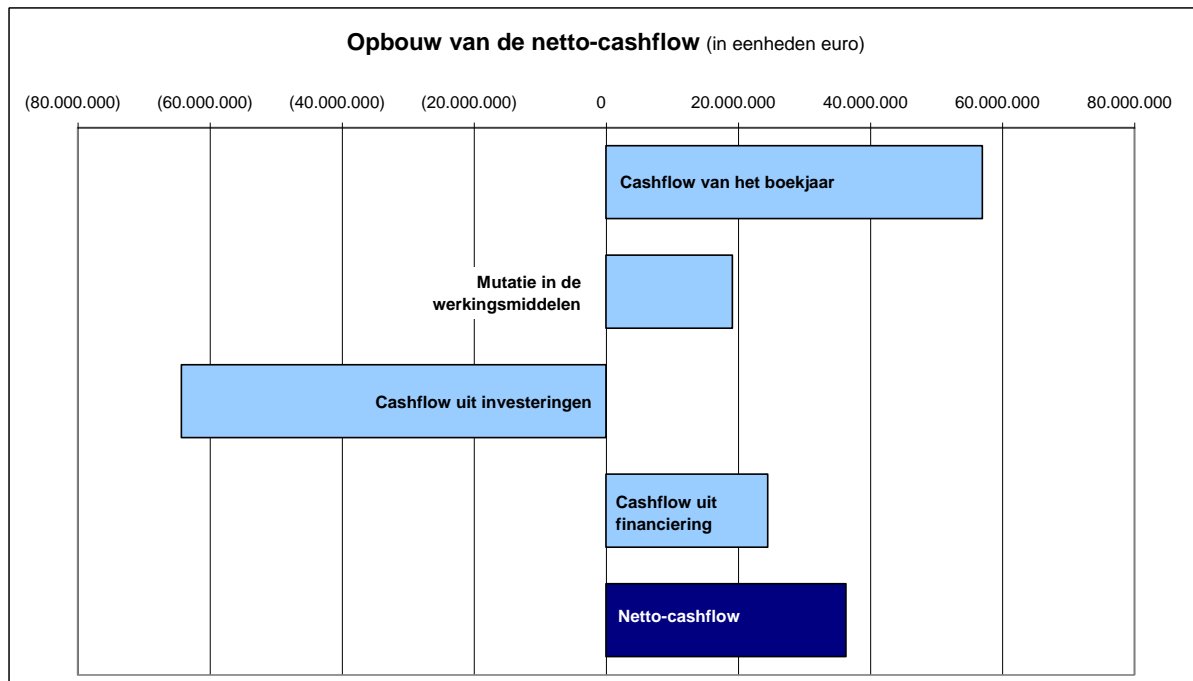 Opbouw van de netto-cashflow (in eenheden euro)
(80.000.000) (60.000.000) (40.000.000) (20.000.000) 0 20.000.000 40.000.000 60.000.000 80.000.000
Cashflow van het boekjaar
Mutatie in de
werkingsmiddelen
Cashflow uit investeringen
Cashflow uit
financiering
Netto-cashflow